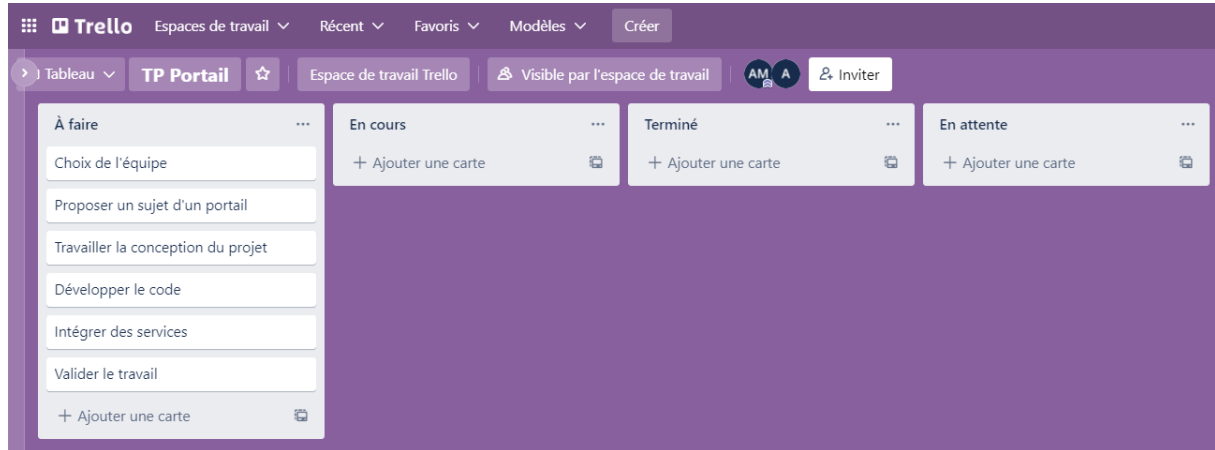 Trello Espaces de travail Récent Favoris Modèles Créer
Tableau TP Portail Espace de travail Trello Visible par l'espace de travail AM A Inviter
À faire ... En cours ... Terminé ... En attente ...
Choix de l'équipe + Ajouter une carte + Ajouter une carte + Ajouter une carte
Proposer un sujet d'un portail
Travailler la conception du projet
Développer le code
Intégrer des services
Valider le travail
+ Ajouter une carte